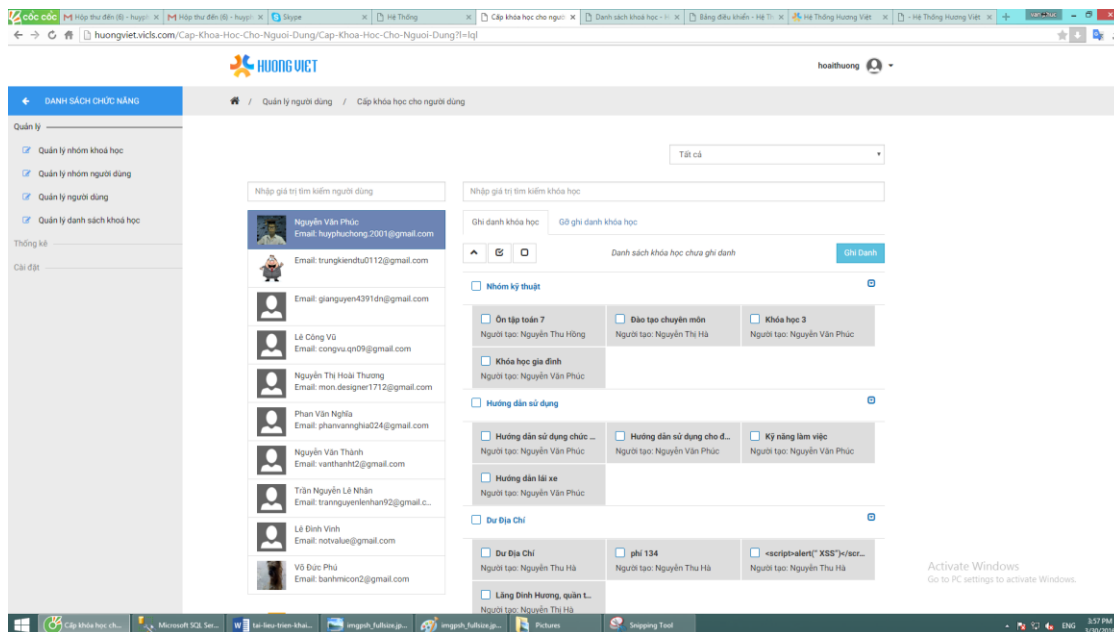 cốc cốc
Hộp thư đến (6) - huyph
Hộp thư đến (6) - huyph
Skype
Hệ Thống
Cấp khóa học cho người
Danh sách khoá học - H
Bảng điều khiển - Hệ Th
Hệ Thống Hương Việt
- Hệ Thống Hương Việt
huongviet.vicls.com/Cap-Khoa-Hoc-Cho-Nguoi-Dung/Cap-Khoa-Hoc-Cho-Nguoi-Dung?l=lql
HUONG VIET
hoaithuong
DANH SÁCH CHỨC NĂNG
/ Quản lý người dùng / Cấp khóa học cho người dùng
Quản lý
Quản lý nhóm khoá học
Quản lý nhóm người dùng
Quản lý người dùng
Quản lý danh sách khoá học
Thống kê
Cài đặt
Tất cả
Nhập giá trị tìm kiếm người dùng
Nguyễn Văn Phúc
Email: huyphuchong.2001@gmail.com
Email: trungkiendtu0112@gmail.com
Email: gianguyen4391dn@gmail.com
Lê Công Vũ
Email: congvu.qn09@gmail.com
Nguyễn Thị Hoài Thương
Email: mon.designer1712@gmail.com
Phan Văn Nghĩa
Email: phanvannghia024@gmail.com
Nguyễn Văn Thành
Email: vanthanht2@gmail.com
Trần Nguyễn Lê Nhân
Email: trannguyenlenhan92@gmail.c...
Lê Đình Vinh
Email: notvalue@gmail.com
Võ Đức Phú
Email: banhmicon2@gmail.com
Nhập giá trị tìm kiếm khóa học
Ghi danh khóa học
Gỡ ghi danh khóa học
Danh sách khóa học chưa ghi danh
Ghi Danh
Nhóm kỹ thuật
Ôn tập toán 7
Người tạo: Nguyễn Thu Hồng
Đào tạo chuyên môn
Người tạo: Nguyễn Thị Hà
Khóa học 3
Người tạo: Nguyễn Văn Phúc
Khóa học gia đình
Người tạo: Nguyễn Văn Phúc
Hướng dẫn sử dụng
Hướng dẫn sử dụng chức ...
Người tạo: Nguyễn Văn Phúc
Hướng dẫn sử dụng cho đ...
Người tạo: Nguyễn Văn Phúc
Kỹ năng làm việc
Người tạo: Nguyễn Văn Phúc
Hướng dẫn lái xe
Người tạo: Nguyễn Văn Phúc
Dư Địa Chí
Dư Địa Chí
Người tạo: Nguyễn Thu Hà
phí 134
Người tạo: Nguyễn Thu Hà
<script>alert(" XSS")</scr...
Người tạo: Nguyễn Thu Hà
Lăng Dinh Hương, quần t...
Người tạo: Nguyễn Thị Hà
Activate Windows
Go to PC settings to activate Windows.
Cấp khóa học ch...
Microsoft SQL Ser...
tai-lieu-trien-khai...
imgpsh_fullsize.jp...
imgpsh_fullsize.jp...
Pictures
Snipping Tool
ENG
3:57 PM